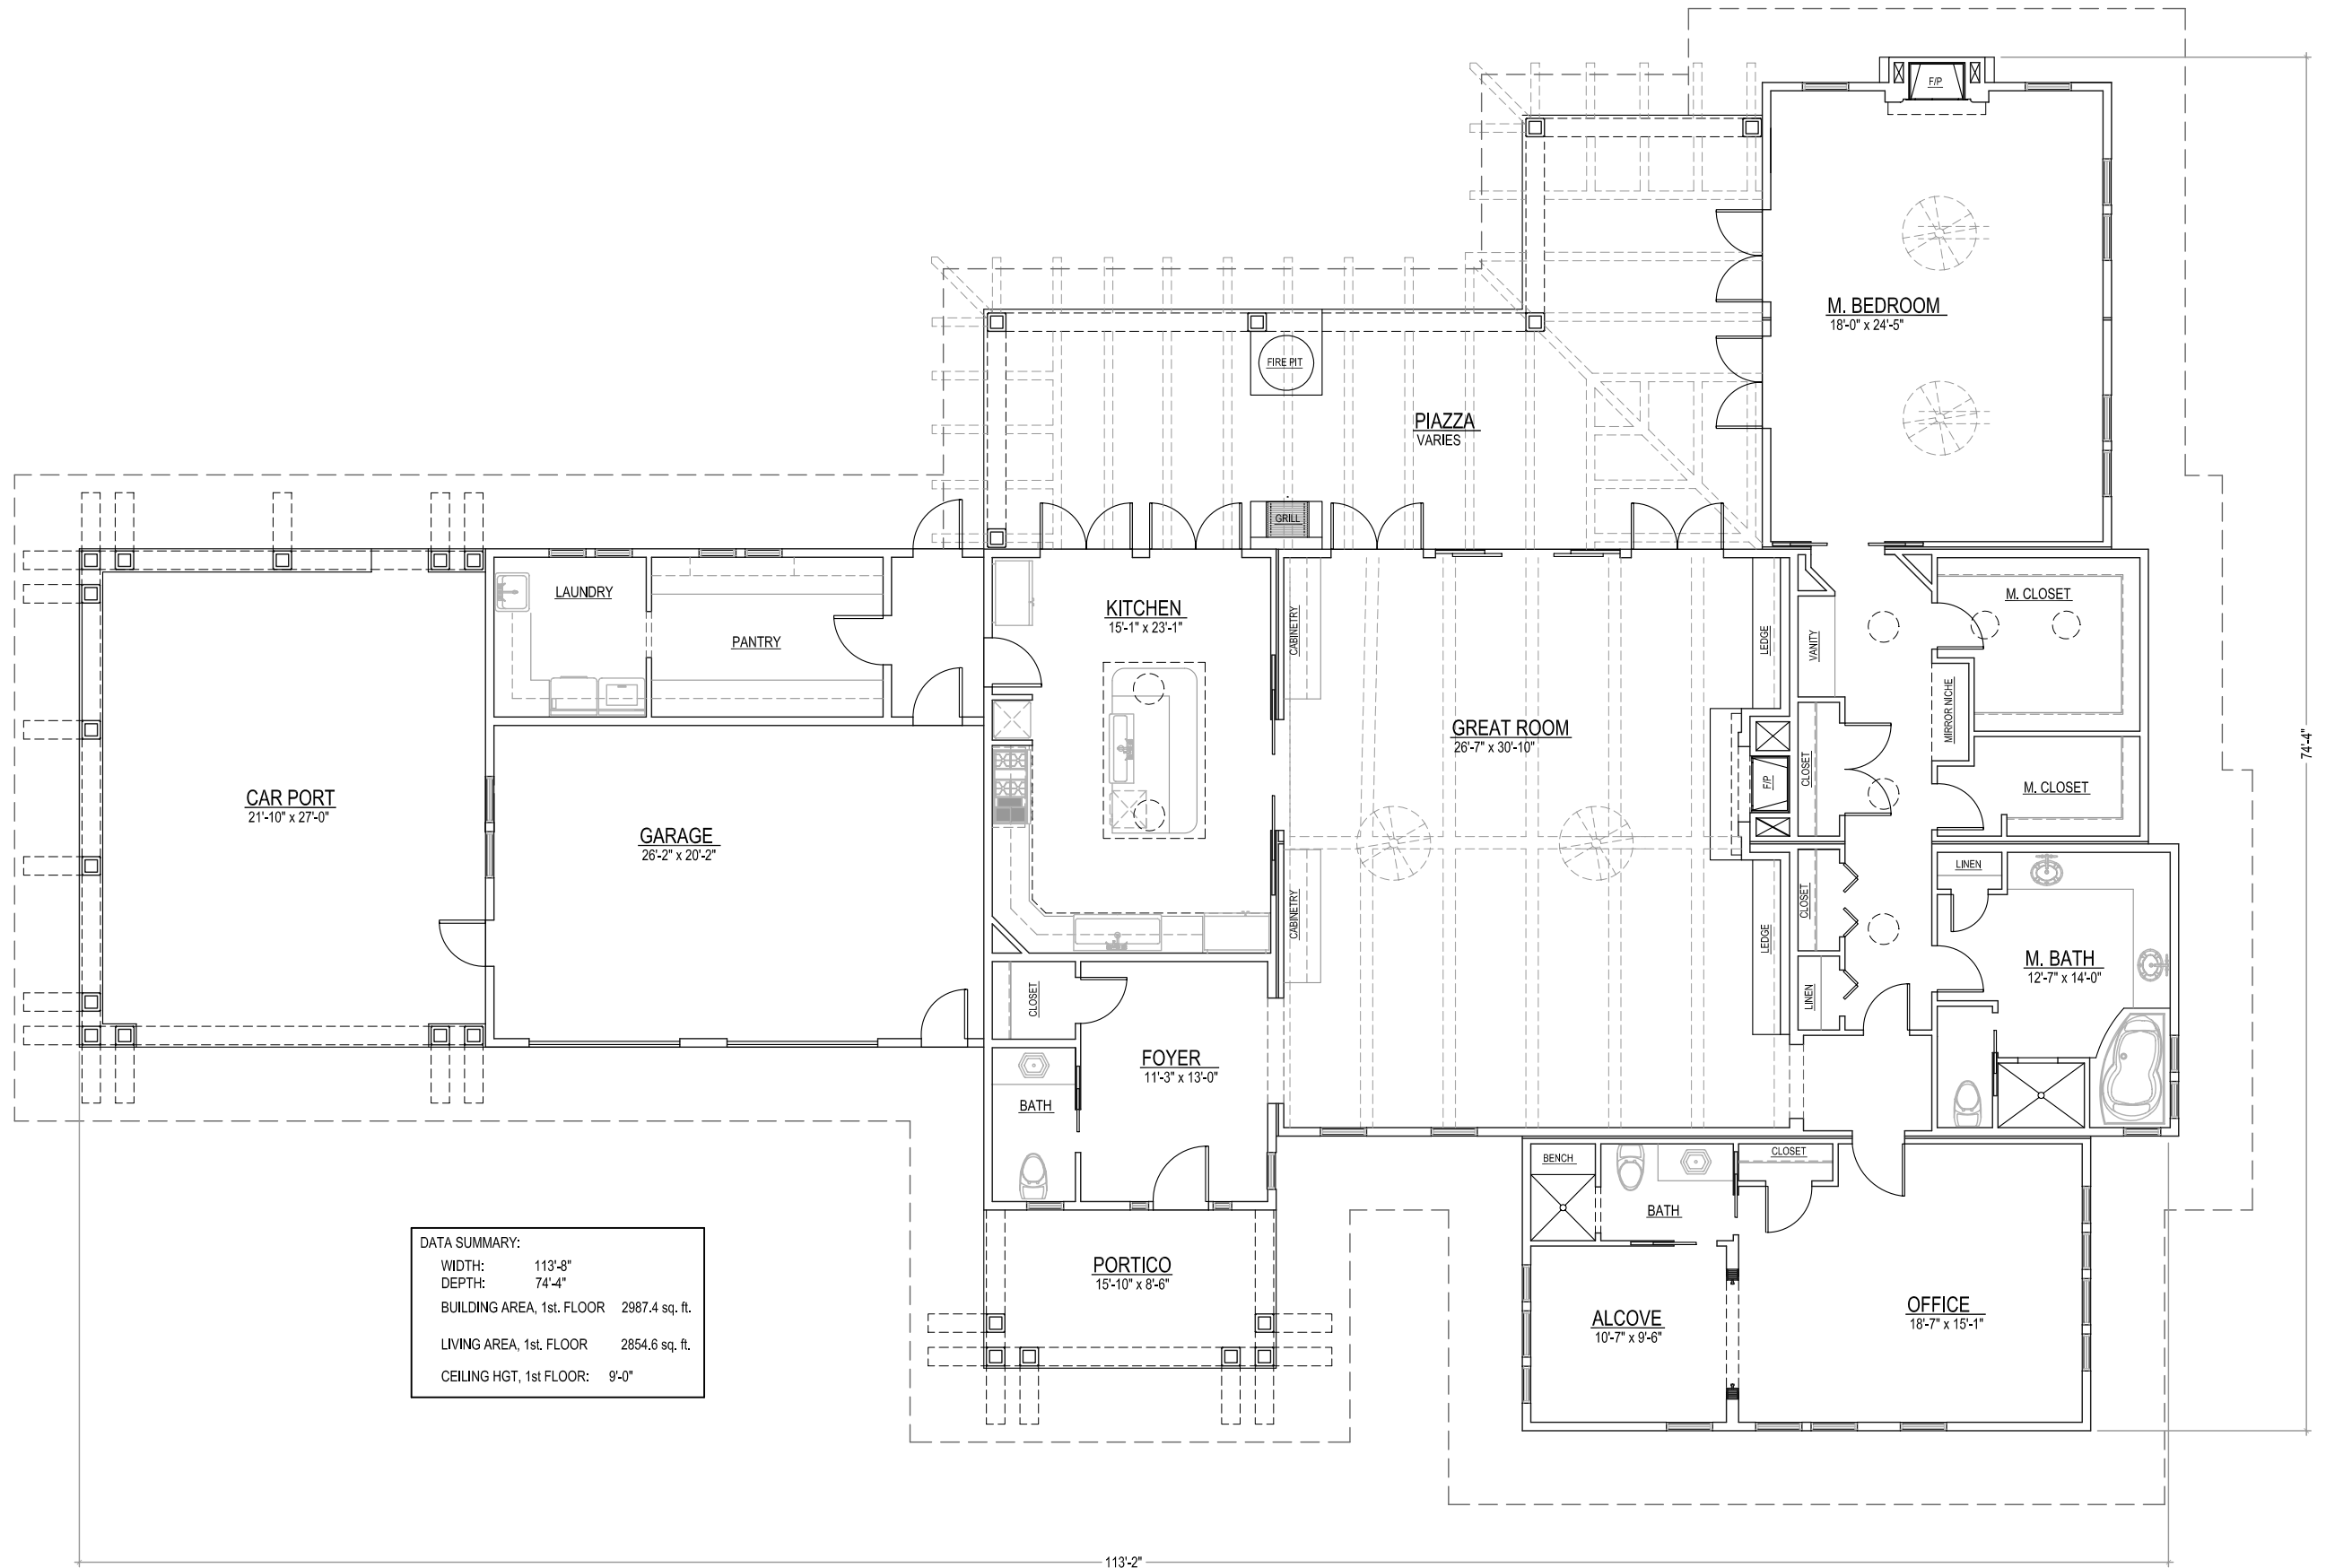 F/P
M. BEDROOM
18'-0" x 24'-5"
FIRE PIT
PIAZZA
VARIES
GRILL
LAUNDRY
PANTRY
KITCHEN
15'-1" x 23'-1"
CABINETRY
LEDGE
VANITY
M. CLOSET
MIRROR NICHE
GREAT ROOM
26'-7" x 30'-10"
74'-4"
CAR PORT
21'-10" x 27'-0"
GARAGE
26'-2" x 20'-2"
F/P
CLOSET
M. CLOSET
CABINETRY
LEDGE
CLOSET
LINEN
M. BATH
12'-7" x 14'-0"
CLOSET
LINEN
FOYER
11'-3" x 13'-0"
BATH
BENCH
CLOSET
BATH
DATA SUMMARY:
WIDTH: 113'-8"
DEPTH: 74'-4"
BUILDING AREA, 1st. FLOOR 2987.4 sq. ft.
LIVING AREA, 1st. FLOOR 2854.6 sq. ft.
CEILING HGT, 1st FLOOR: 9'-0"
PORTICO
15'-10" x 8'-6"
ALCOVE
10'-7" x 9'-6"
OFFICE
18'-7" x 15'-1"
113'-2"